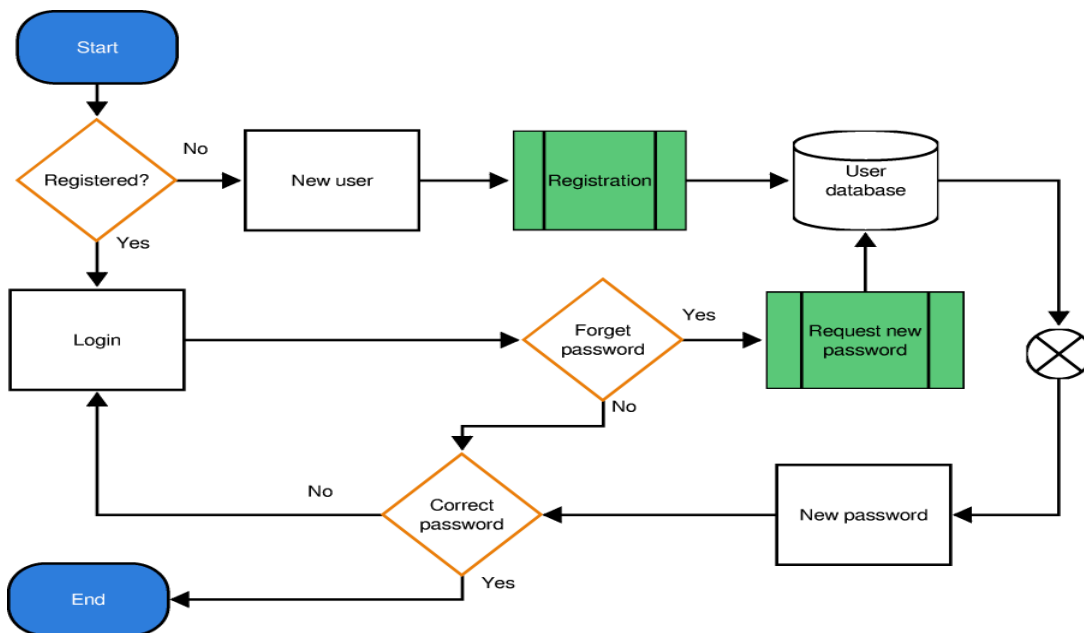 Start
No
Registered?
New user
Registration
User
database
Yes
Login
Forget
password
Yes
Request new
password
No
No
Correct
password
New password
Yes
End